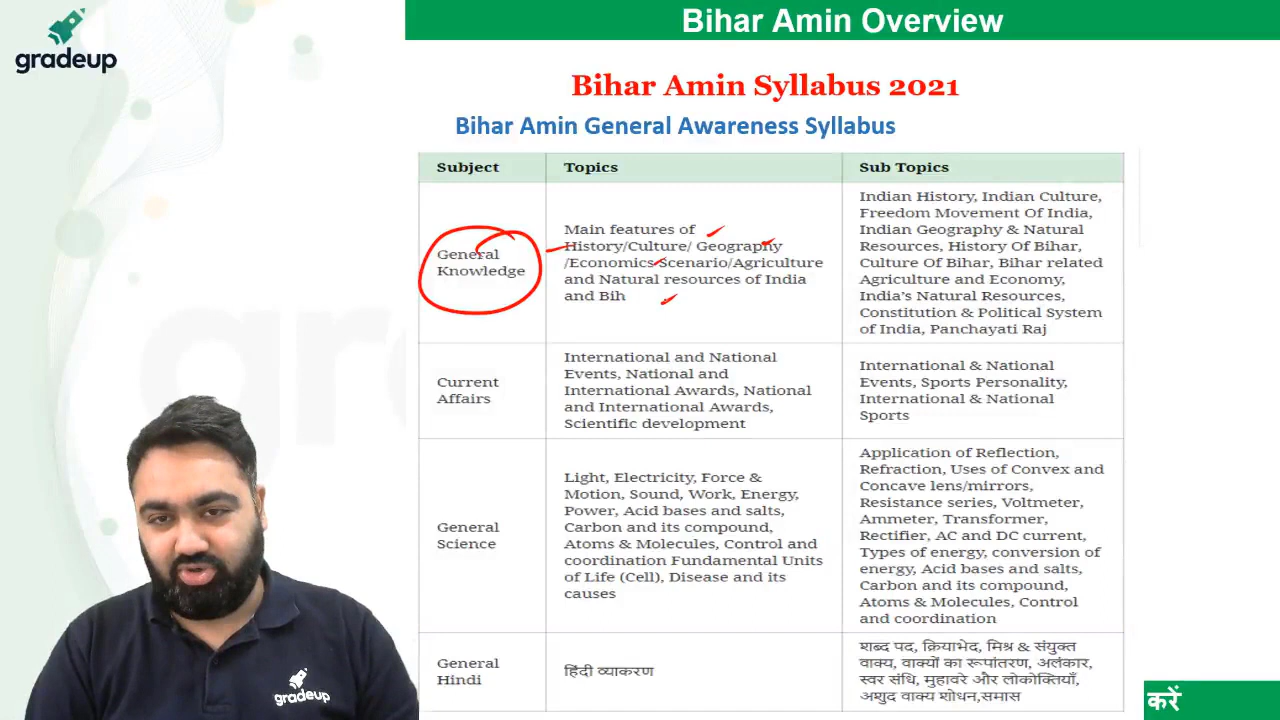 gradeup
Bihar Amin Overview
Bihar Amin Syllabus 2021
Bihar Amin General Awareness Syllabus
Subject
Topics
Sub Topics
General
Knowledge
Main features of
History/Culture/ Geography
/Economics Scenario/Agriculture
and Natural resources of India
and Bih
Indian History, Indian Culture,
Freedom Movement Of India,
Indian Geography & Natural
Resources, History Of Bihar,
Culture Of Bihar, Bihar related
Agriculture and Economy,
India's Natural Resources,
Constitution & Political System
of India, Panchayati Raj
Current
Affairs
International and National
Events, National and
International Awards, National
and International Awards,
Scientific development
International & National
Events, Sports Personality,
International & National
Sports
General
Science
Light, Electricity, Force &
Motion, Sound, Work, Energy,
Power, Acid bases and salts,
Carbon and its compound,
Atoms & Molecules, Control and
coordination Fundamental Units
of Life (Cell), Disease and its
causes
Application of Reflection,
Refraction, Uses of Convex and
Concave lens/mirrors,
Resistance series, Voltmeter,
Ammeter, Transformer,
Rectifier, AC and DC current,
Types of energy, conversion of
energy, Acid bases and salts,
Carbon and its compound,
Atoms & Molecules, Control
and coordination
General
Hindi
हिंदी व्याकरण
शब्द पद, क्रियाभेद, मिश्र & संयुक्त
वाक्य, वाक्यों का रूपांतरण, अलंकार,
स्वर संधि, मुहावरे और लोकोक्तियाँ,
अशुद वाक्य शोधन,समास
करें
gradeup